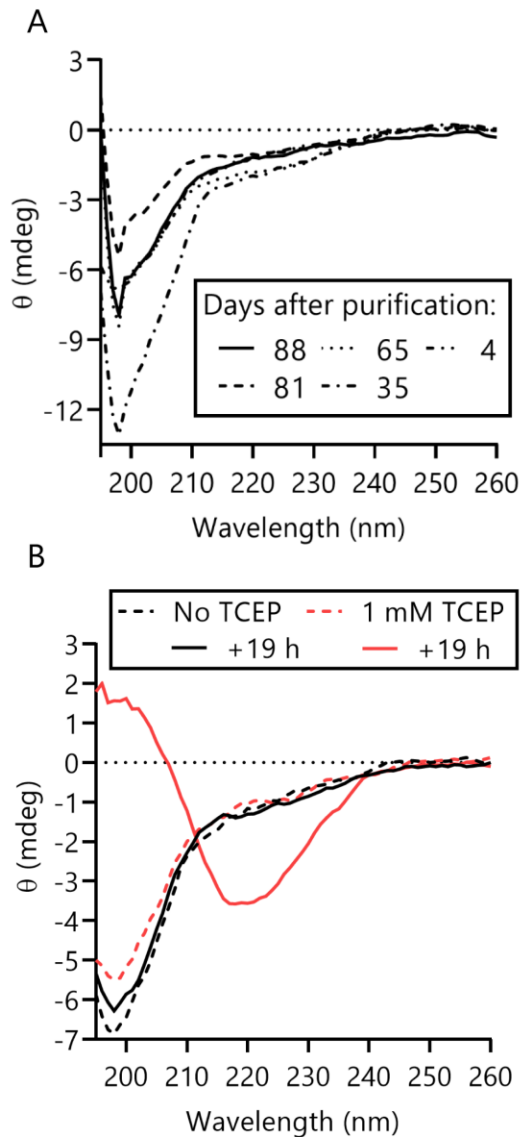 A
3
0
-3
-6
-9
-12
θ (mdeg)
Days after purification:
88 65 4
81 35
200 210 220 230 240 250 260
Wavelength (nm)
B
No TCEP 1 mM TCEP
+19 h +19 h
3
2
1
0
-1
-2
-3
-4
-5
-6
-7
θ (mdeg)
200 210 220 230 240 250 260
Wavelength (nm)